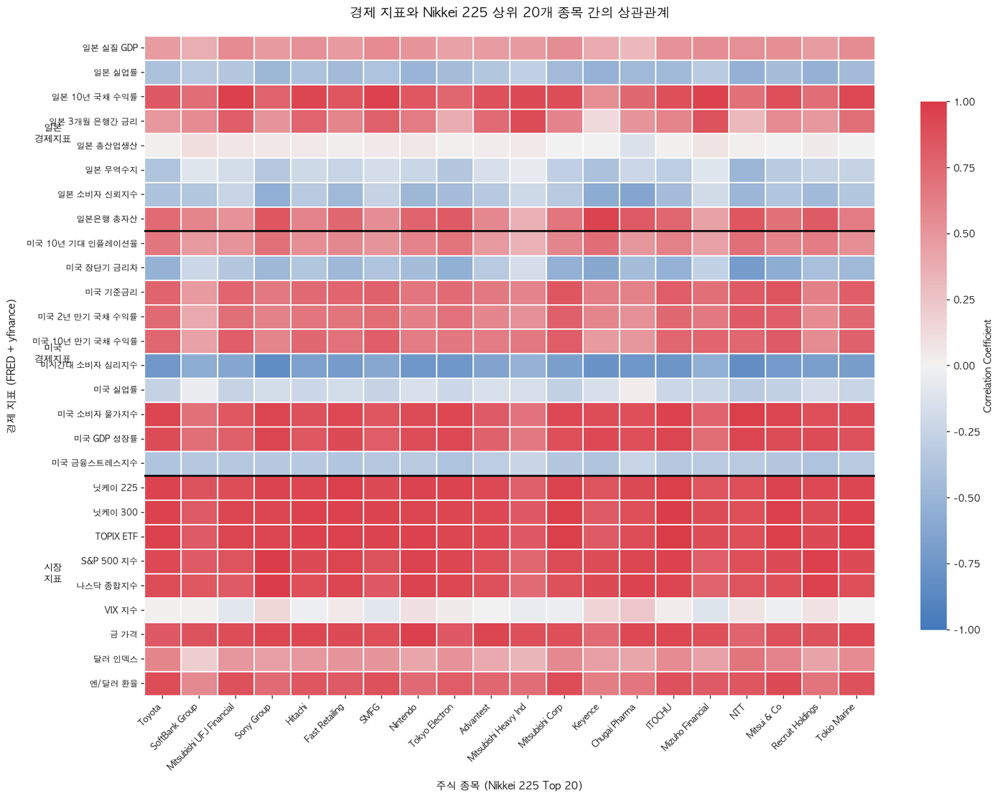 경제 지표와 Nikkei 225 상위 20개 종목 간의 상관관계
경제 지표 (FRED + yfinance)
일본
경제지표
미국
경제지표
시장
지표
일본 실질 GDP
일본 실업률
일본 10년 국채 수익률
일본 3개월 은행간 금리
일본 총산업생산
일본 무역수지
일본 소비자 신뢰지수
일본은행 총자산
미국 10년 기대 인플레이션율
미국 장단기 금리차
미국 기준금리
미국 2년 만기 국채 수익률
미국 10년 만기 국채 수익률
미시간대 소비자 심리지수
미국 실업률
미국 소비자 물가지수
미국 GDP 성장률
미국 금융스트레스지수
닛케이 225
닛케이 300
TOPIX ETF
S&P 500 지수
나스닥 종합지수
VIX 지수
금 가격
달러 인덱스
엔/달러 환율
Toyota
SoftBank Group
Mitsubishi UFJ Financial
Sony Group
Hitachi
Fast Retailing
SMFG
Nintendo
Tokyo Electron
Advantest
Mitsubishi Heavy Ind
Mitsubishi Corp
Keyence
Chugai Pharma
ITOCHU
Mizuho Financial
NTT
Mitsui & Co
Recruit Holdings
Tokio Marine
주식 종목 (Nikkei 225 Top 20)
1.00
0.75
0.50
0.25
0.00
-0.25
-0.50
-0.75
-1.00
Correlation Coefficient